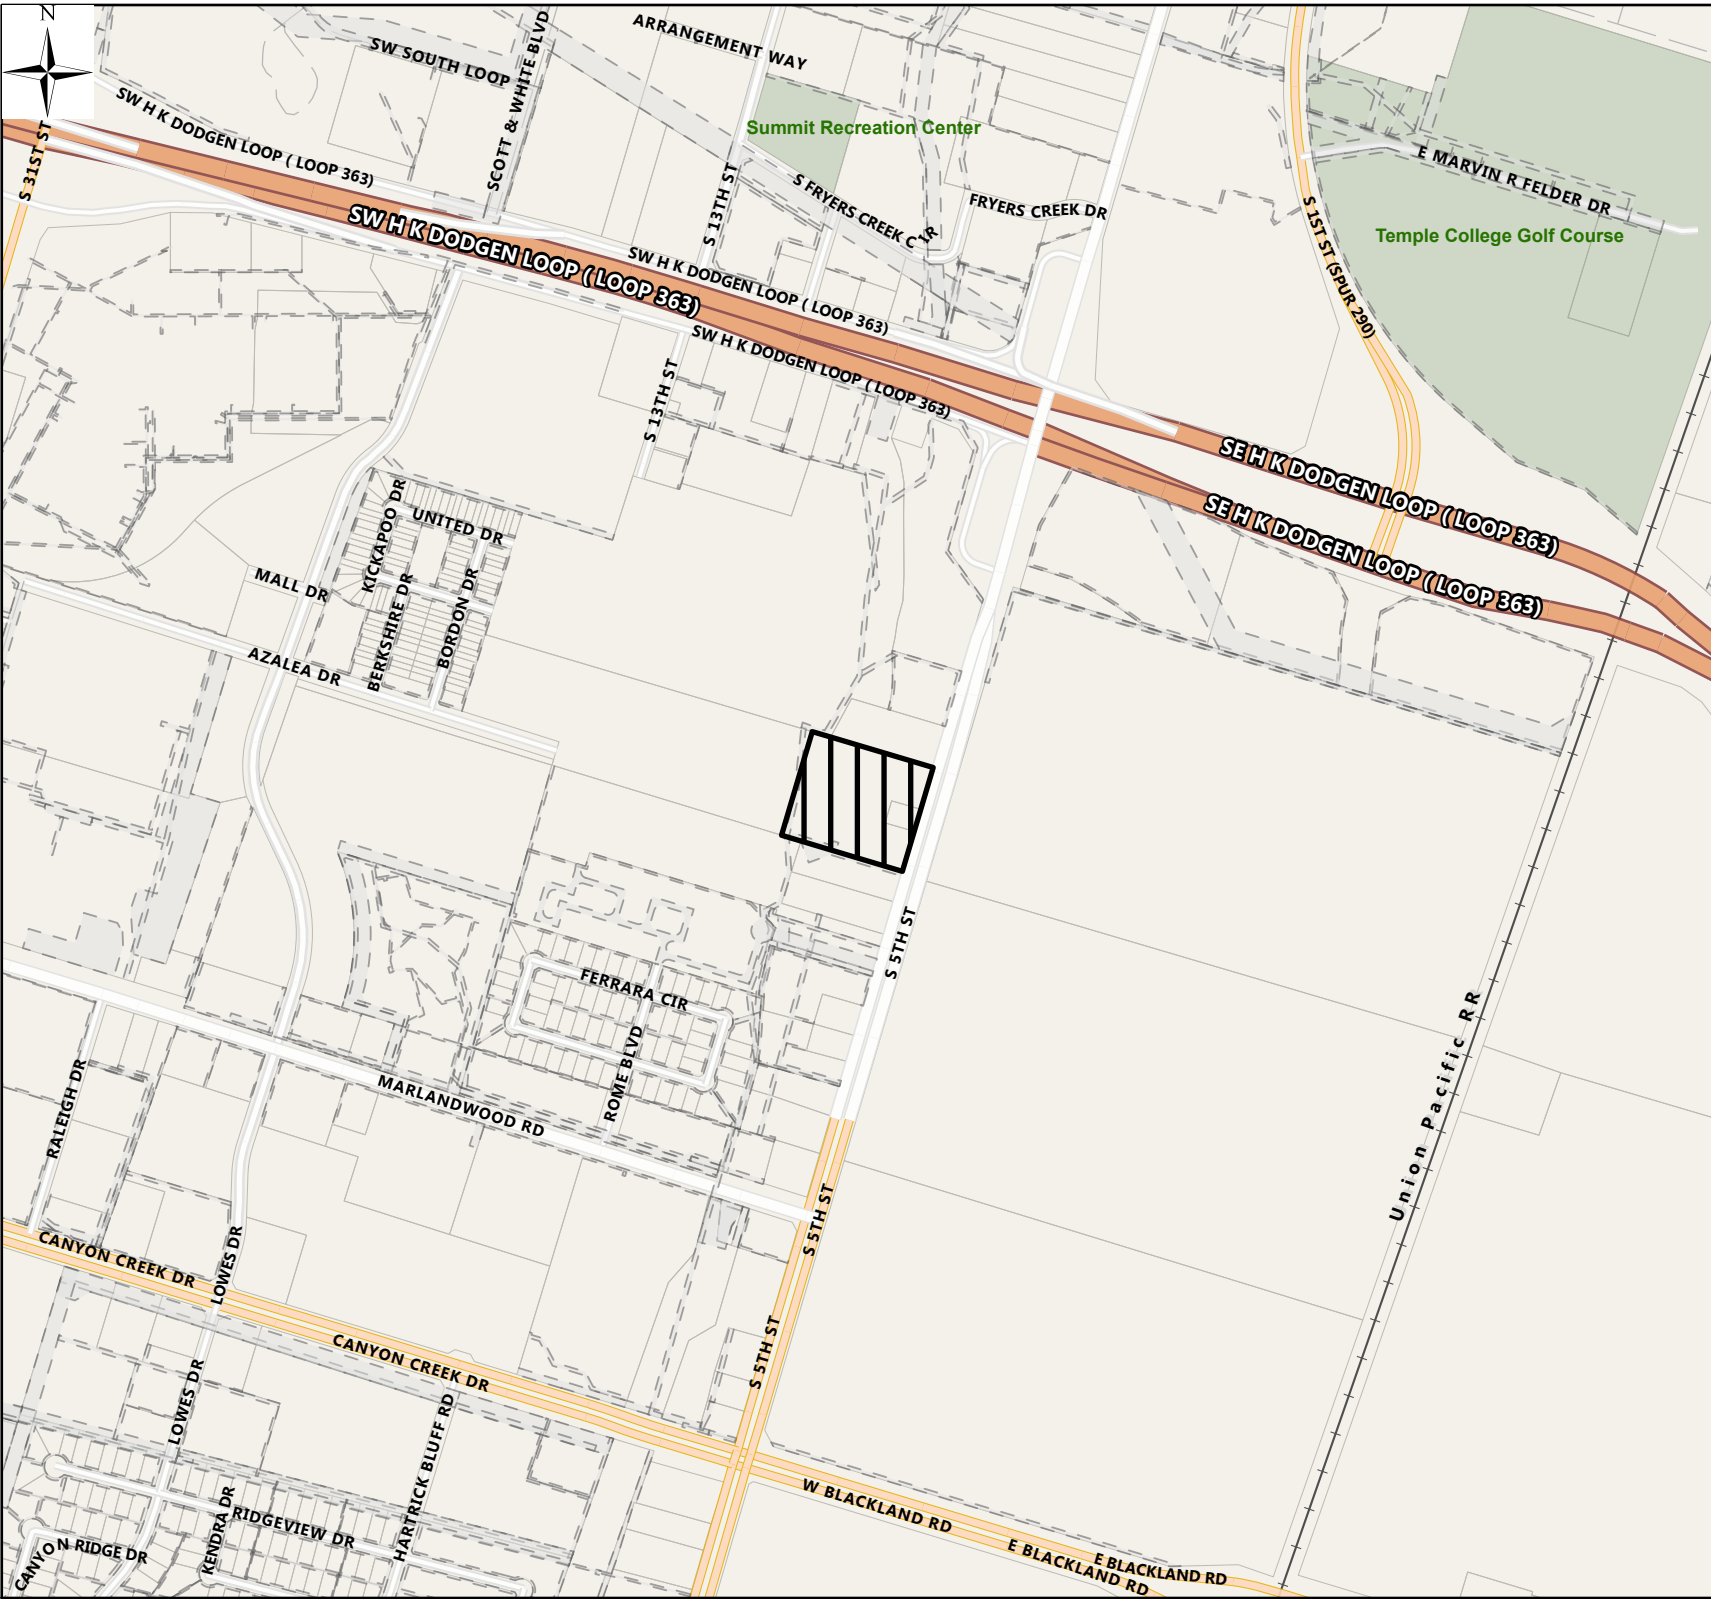 N
ARRANGEMENT WAY
SW SOUTH LOOP
SCOTT & WHITE BLVD
SW H K DODGEN LOOP ( LOOP 363)
S 31ST ST
Summit Recreation Center
S 13TH ST
S FRYERS CREEK CIR
FRYERS CREEK DR
E MARVIN R FELDER DR
Temple College Golf Course
S 1ST ST (SPUR 290)
SW H K DODGEN LOOP ( LOOP 363)
SW H K DODGEN LOOP ( LOOP 363)
SW H K DODGEN LOOP ( LOOP 363)
S 13TH ST
SE H K DODGEN LOOP ( LOOP 363)
SE H K DODGEN LOOP ( LOOP 363)
KICKAPOO DR
UNITED DR
MALL DR
BERKSHIRE DR
BORDON DR
AZALEA DR
S 5TH ST
FERRARA CIR
ROME BLVD
Union Pacific RR
RALEIGH DR
MARLANDWOOD RD
S 5TH ST
CANYON CREEK DR
LOWES DR
CANYON CREEK DR
S 5TH ST
LOWES DR
HARTRICK BLUFF RD
W BLACKLAND RD
RIDGEVIEW DR
KENDRA DR
CANYON RIDGE DR
E BLACKLAND RD
E BLACKLAND RD